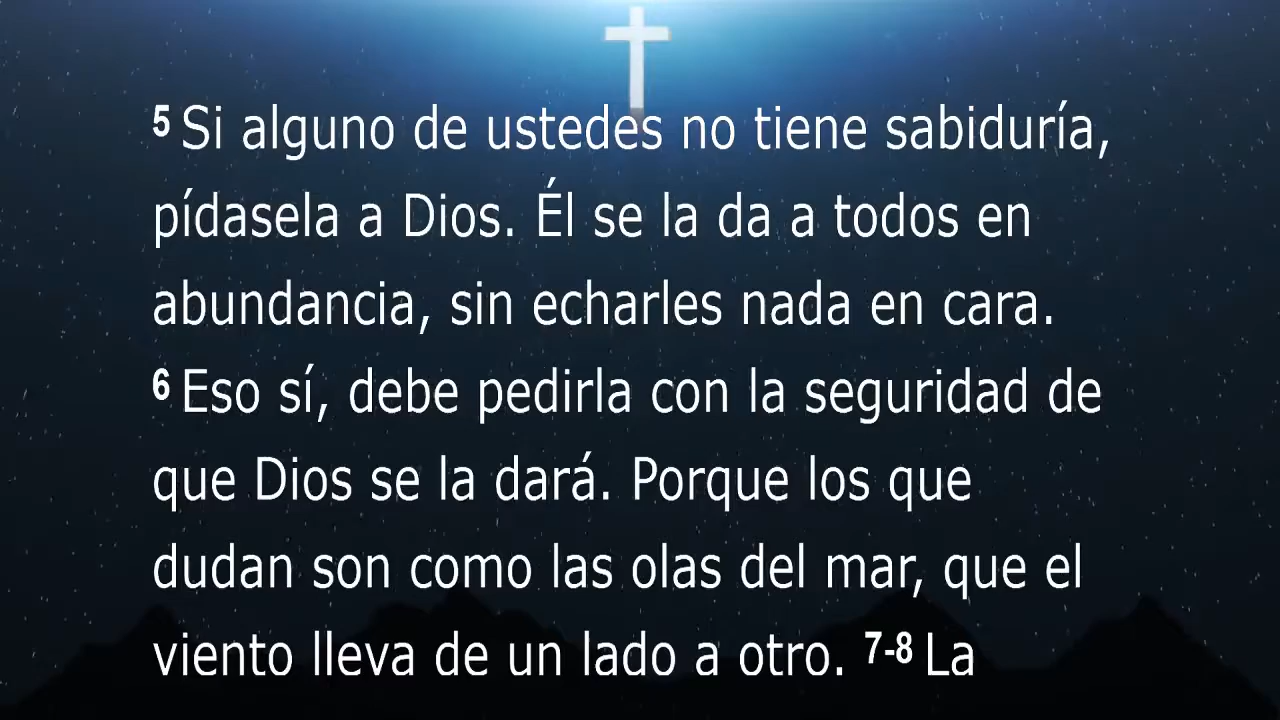 5 Si alguno de ustedes no tiene sabiduría,
pídasela a Dios. Él se la da a todos en
abundancia, sin echarles nada en cara.
6 Eso sí, debe pedirla con la seguridad de
que Dios se la dará. Porque los que
dudan son como las olas del mar, que el
viento lleva de un lado a otro. 7-8 La